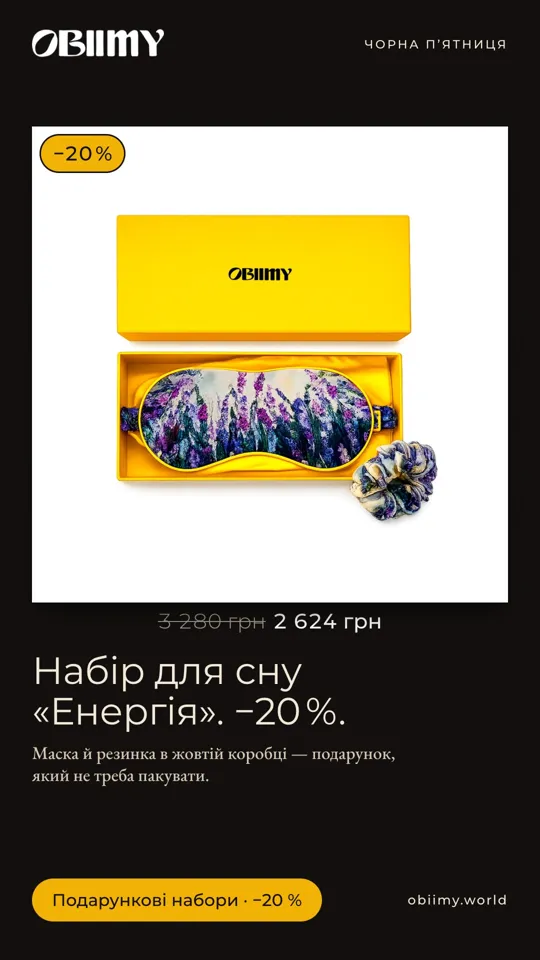 OBIIMY
ЧОРНА П'ЯТНИЦЯ
−20 %
OBIIMY
3 280 грн 2 624 грн
Набір для сну
«Енергія». −20 %.
Маска й резинка в жовтій коробці — подарунок,
який не треба пакувати.
Подарункові набори · −20 %
obiimy.world